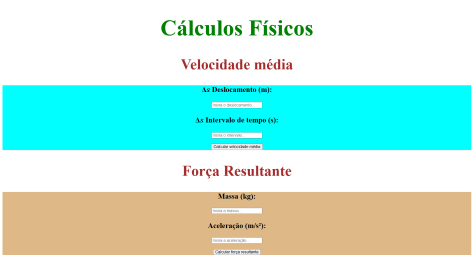 Cálculos Físicos
Velocidade média
Δs Deslocamento (m):
Insira o deslocamento
Δs Intervalo de tempo (s):
Insira o intervalo
Calcular velocidade média
Força Resultante
Massa (kg):
Insira a massa
Aceleração (m/s²):
Insira a aceleração
Calcular força resultante